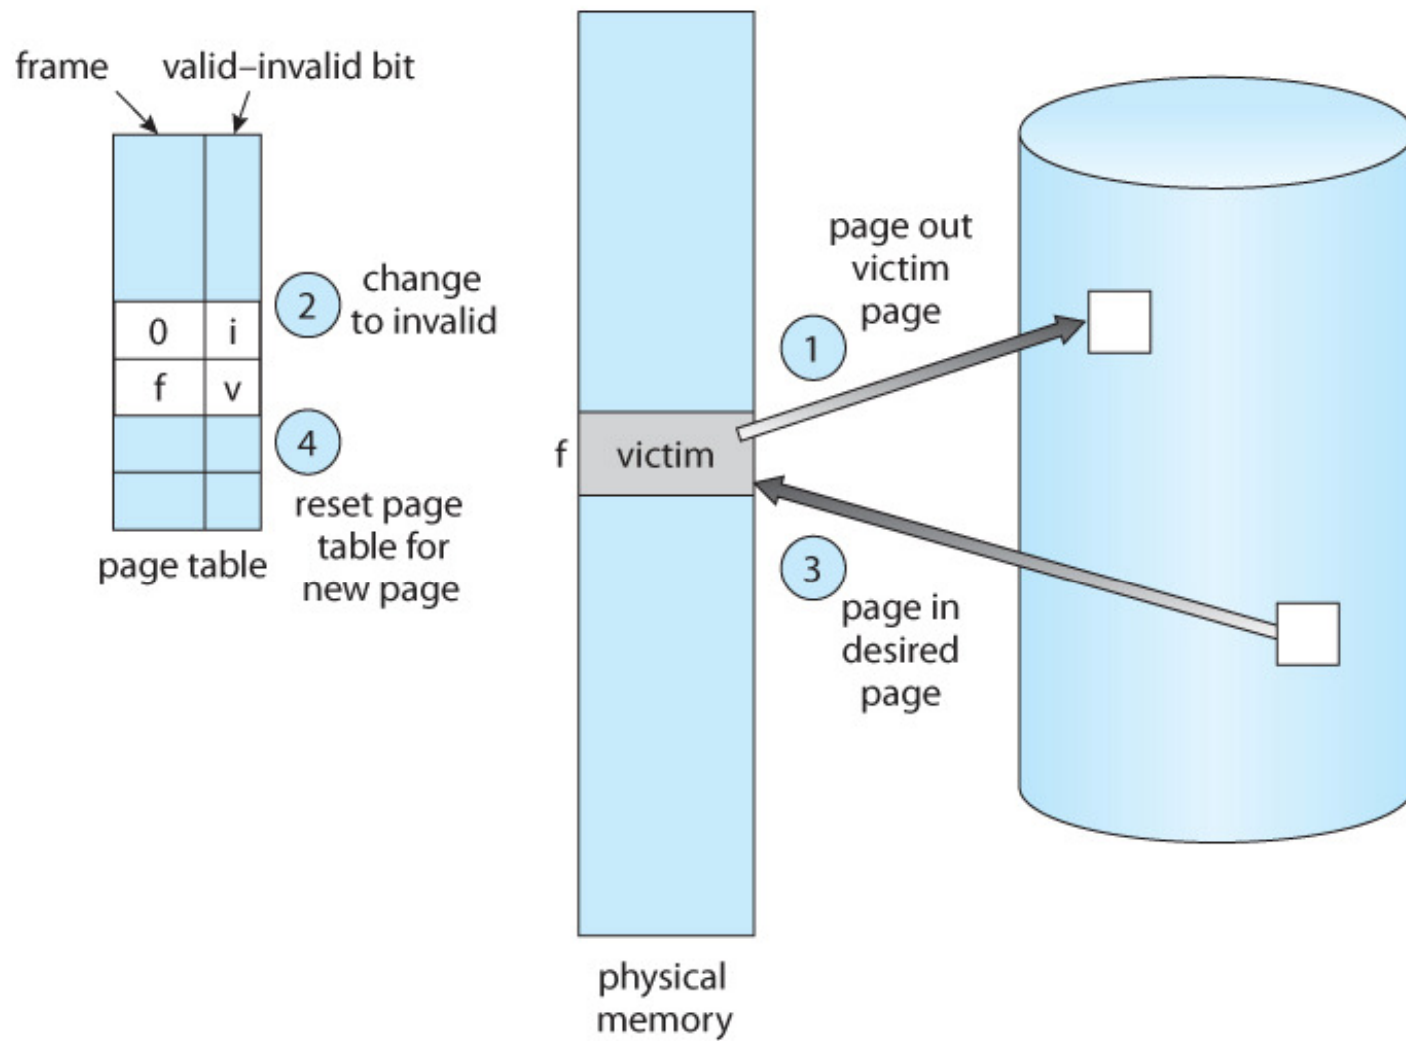 frame
valid–invalid bit
0 i
f v
2
change
to invalid
4
reset page
table for
new page
page table
f
victim
physical
memory
page out
victim
page
1
3
page in
desired
page